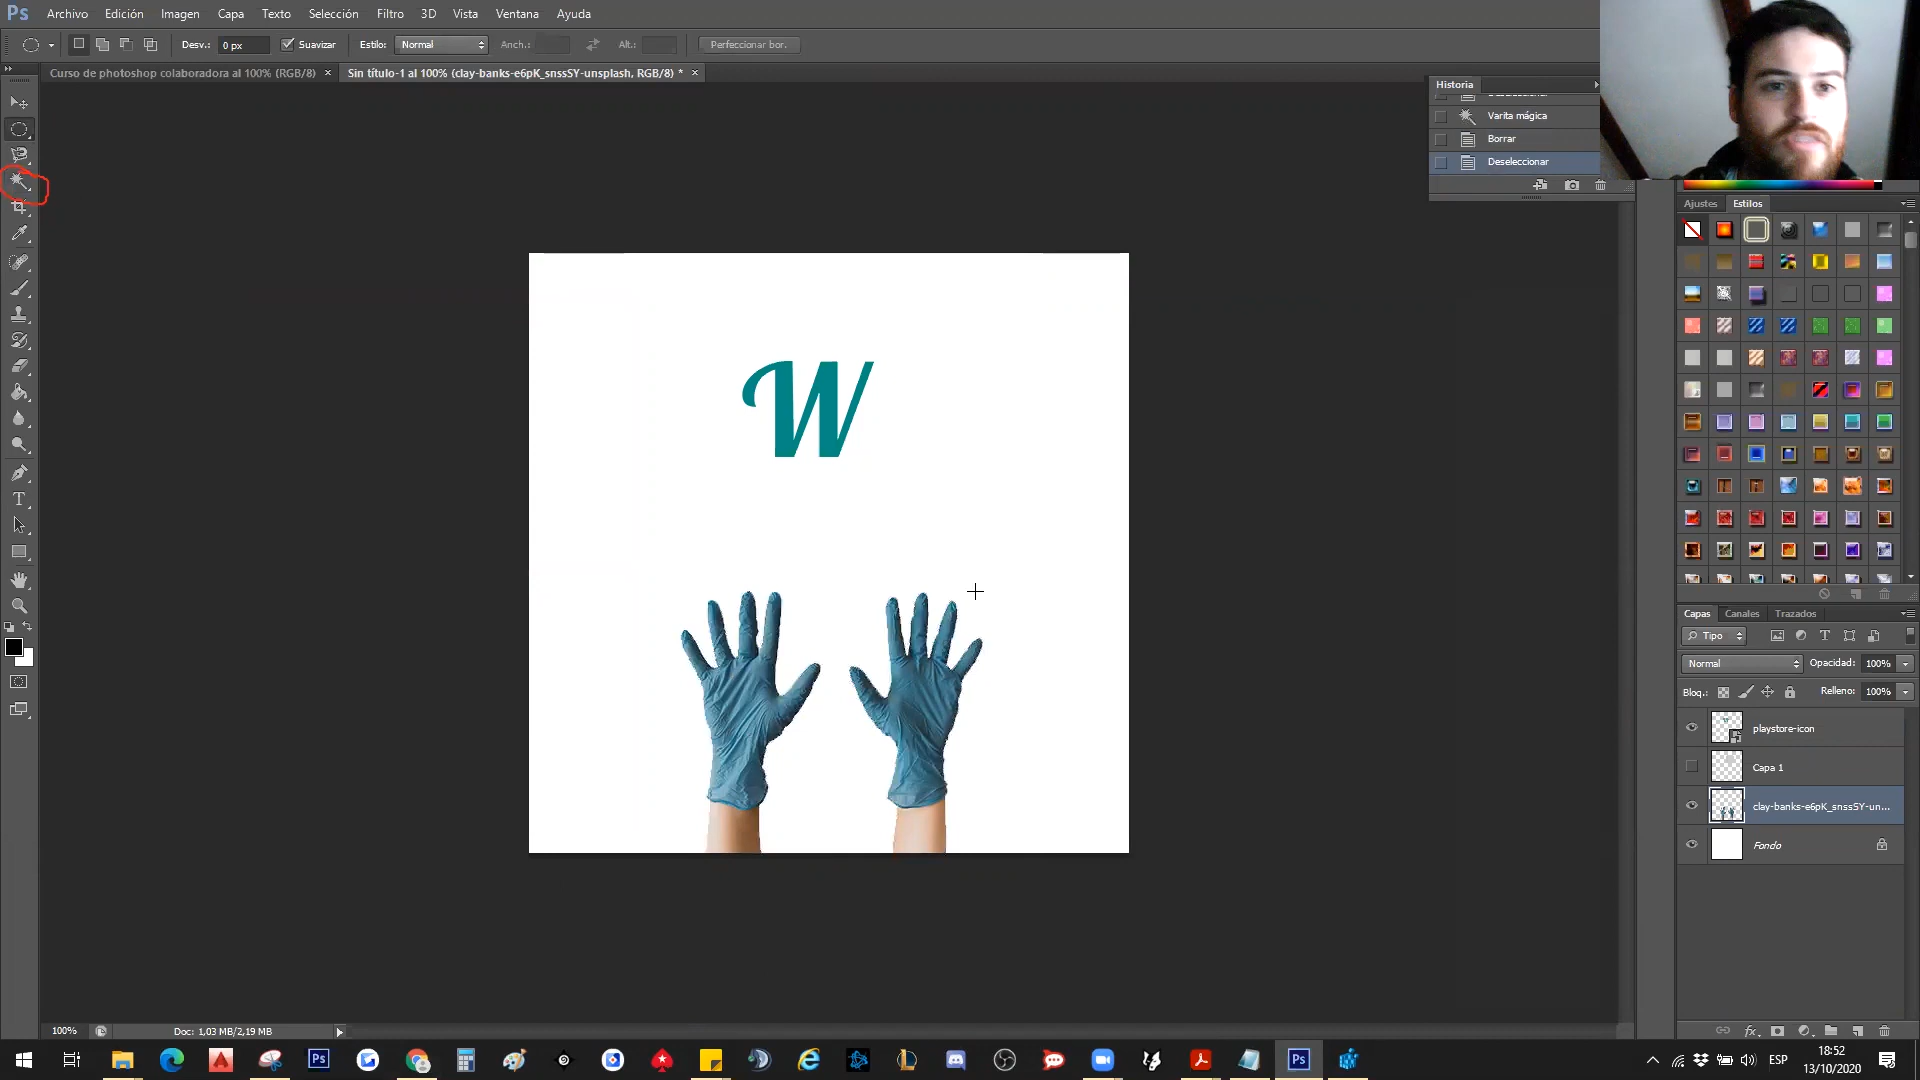 Ps Archivo Edición Imagen Capa Texto Selección Filtro 3D Vista Ventana Ayuda
Desv.: 0 px Suavizar Estilo: Normal Anch.: Alt.: Perfeccionar bor.
Curso de photoshop colaboradora al 100% (RGB/8) × Sin título-1 al 100% (clay-banks-e6pK_snssSY-unsplash, RGB/8) * ×
Historia
Varita mágica
Borrar
Deseleccionar
Ajustes Estilos
W
Capas Canales Trazados
Tipo
Normal Opacidad: 100%
Bloq.: Relleno: 100%
playstore-icon
Capa 1
clay-banks-e6pK_snssSY-un...
Fondo
100% Doc: 1,03 MB/2,19 MB
ESP
18:52
13/10/2020